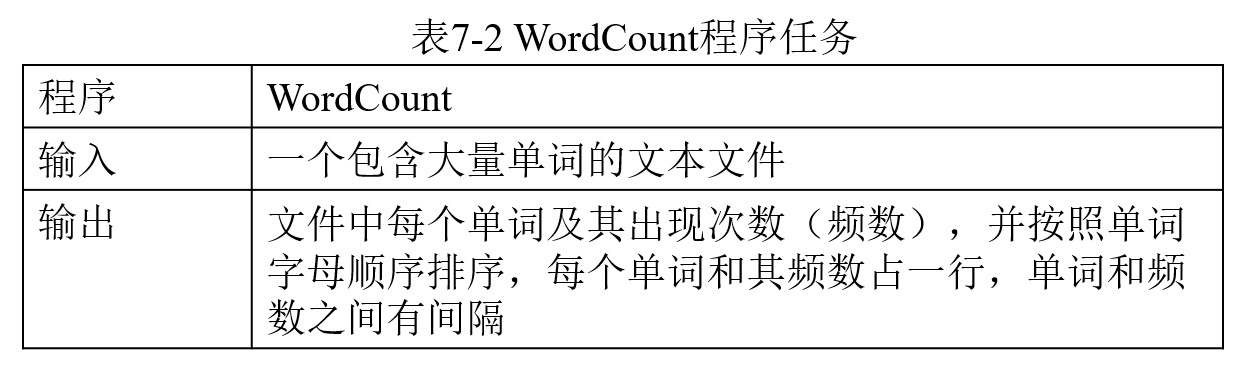 表7-2 WordCount程序任务
程序 WordCount
输入 一个包含大量单词的文本文件
输出 文件中每个单词及其出现次数（频数），并按照单词
字母顺序排序，每个单词和其频数占一行，单词和频
数之间有间隔